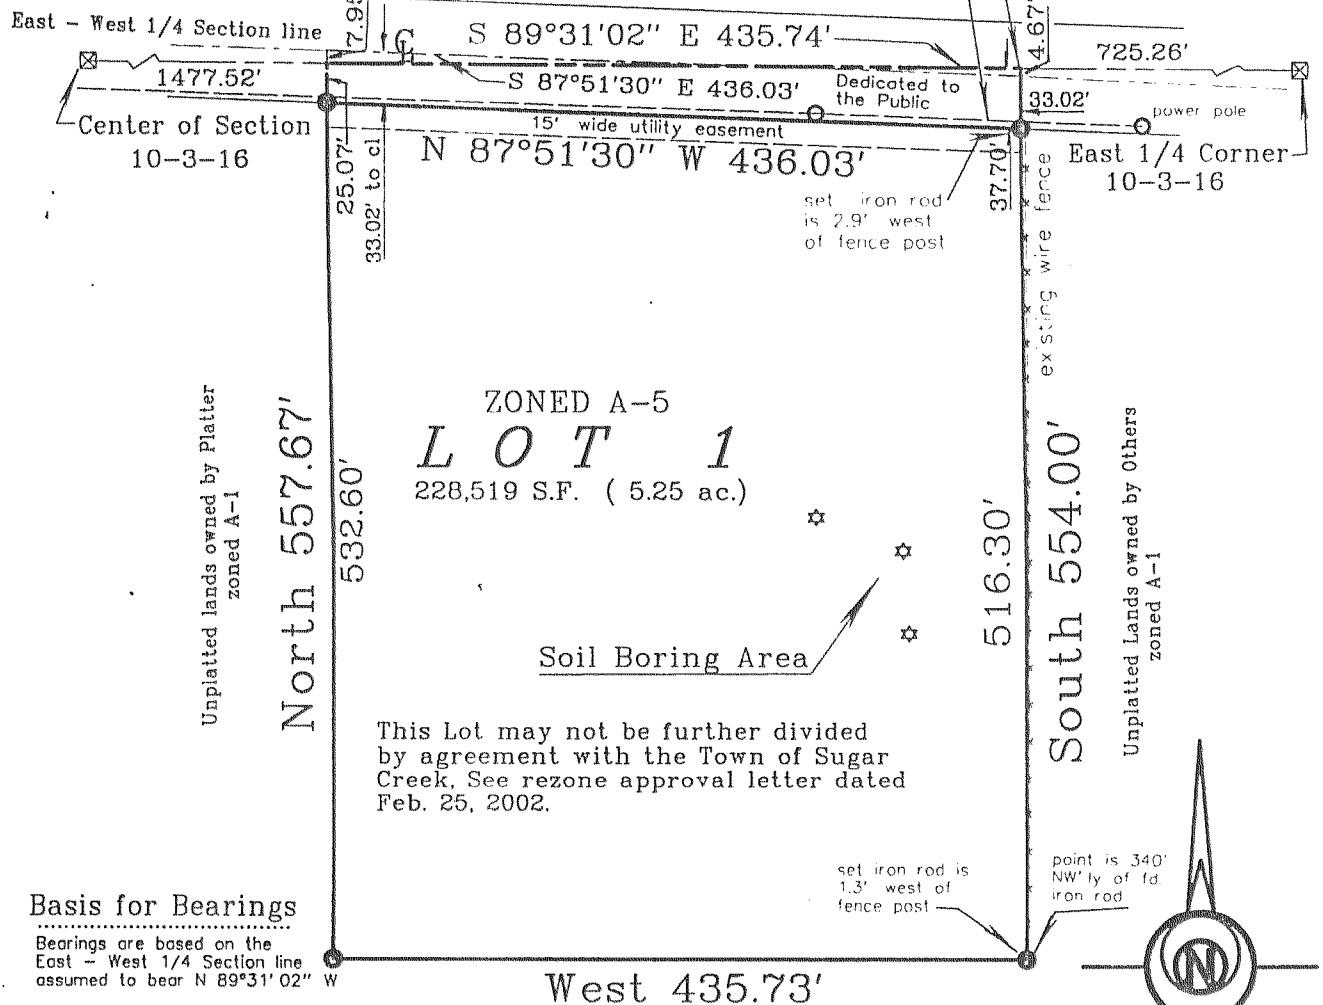 East - West 1/4 Section line
7.95
S 89°31'02" E 435.74'
4.67'
725.26'
1477.52'
S 87°51'30" E 436.03'
Dedicated to
the Public
33.02'
power pole
Center of Section
10-3-16
15' wide utility easement
N 87°51'30" W 436.03'
East 1/4 Corner
10-3-16
25.07'
33.02' to cl
37.70'
set iron rod
is 2.9' west
of fence post
existing wire fence
ZONED A-5
LOT 1
228,519 S.F. ( 5.25 ac.)
Unplatted lands owned by Platter
zoned A-1
North 557.67'
532.60'
516.30'
South 554.00'
Unplatted Lands owned by Others
zoned A-1
Soil Boring Area
This Lot may not be further divided
by agreement with the Town of Sugar
Creek, See rezone approval letter dated
Feb. 25, 2002.
set iron rod is
1.3' west of
fence post
point is 340'
NW'ly of fd.
iron rod
Basis for Bearings
Bearings are based on the
East - West 1/4 Section line
assumed to bear N 89°31'02" W
West 435.73'
N